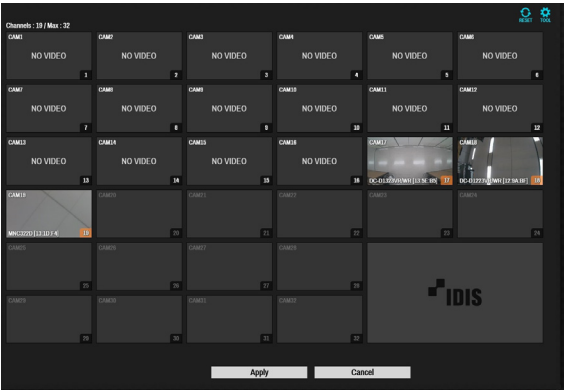 RESET TOOL
Channels : 19 / Max : 32
CAM1 CAM2 CAM3 CAM4 CAM5 CAM6
NO VIDEO NO VIDEO NO VIDEO NO VIDEO NO VIDEO NO VIDEO
1 2 3 4 5 6
CAM7 CAM8 CAM9 CAM10 CAM11 CAM12
NO VIDEO NO VIDEO NO VIDEO NO VIDEO NO VIDEO NO VIDEO
7 8 9 10 11 12
CAM13 CAM14 CAM15 CAM16 CAM17 CAM18
NO VIDEO NO VIDEO NO VIDEO NO VIDEO
13 14 15 16 17 18
CAM19 CAM20 CAM21 CAM22 CAM23 CAM24
19 20 21 22 23 24
CAM25 CAM26 CAM27 CAM28
IDIS
25 26 27 28
CAM29 CAM30 CAM31 CAM32
29 30 31 32
Apply Cancel